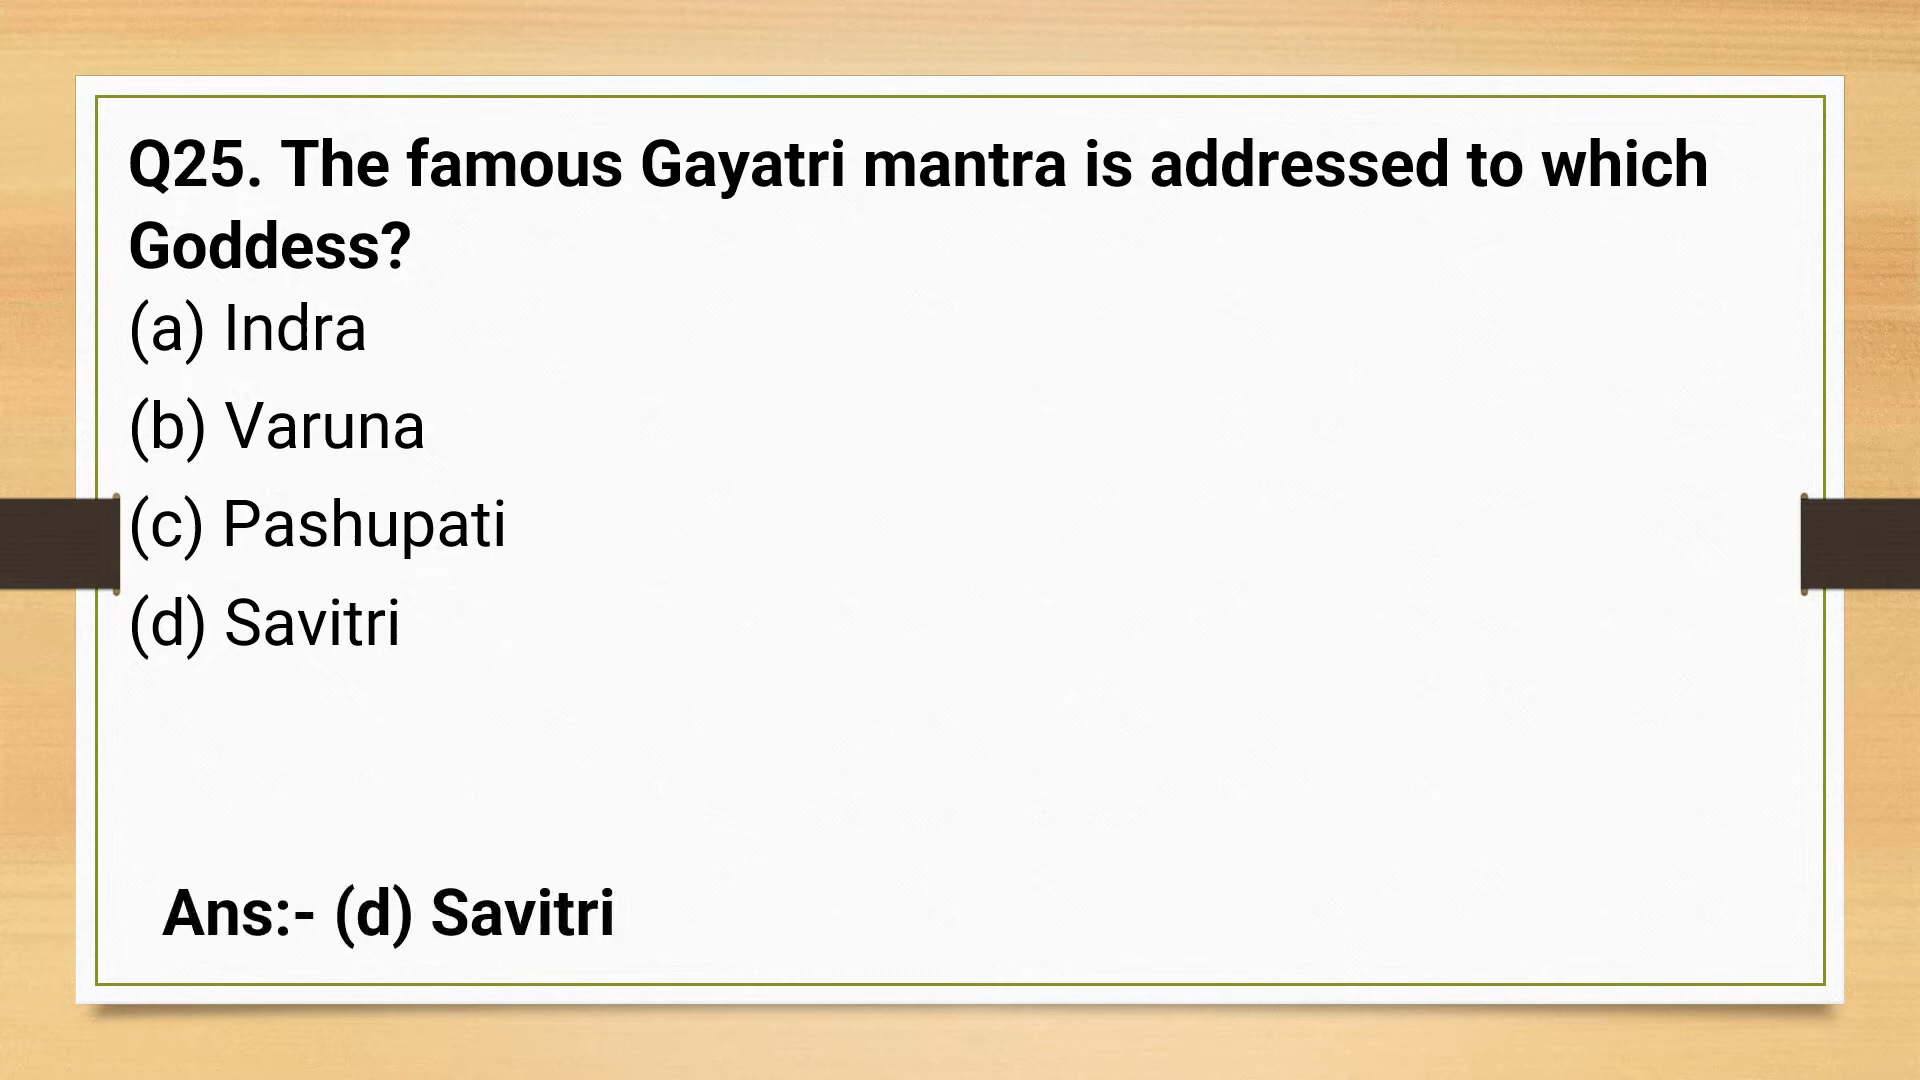 Q25. The famous Gayatri mantra is addressed to which
Goddess?
(a) Indra
(b) Varuna
(c) Pashupati
(d) Savitri
Ans:- (d) Savitri